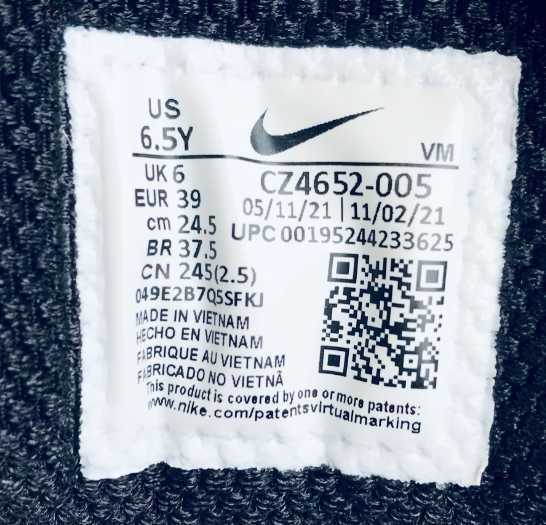 US
6.5Y
VM
UK 6
EUR 39
cm 24.5
BR 37.5
CN 245(2.5)
CZ4652-005
05/11/21 | 11/02/21
UPC 00195244233625
049E2B7Q5SFKJ
MADE IN VIETNAM
HECHO EN VIETNAM
FABRIQUE AU VIETNAM
FABRICADO NO VIETNÃ
This product is covered by one or more patents:
www.nike.com/patentsvirtualmarking